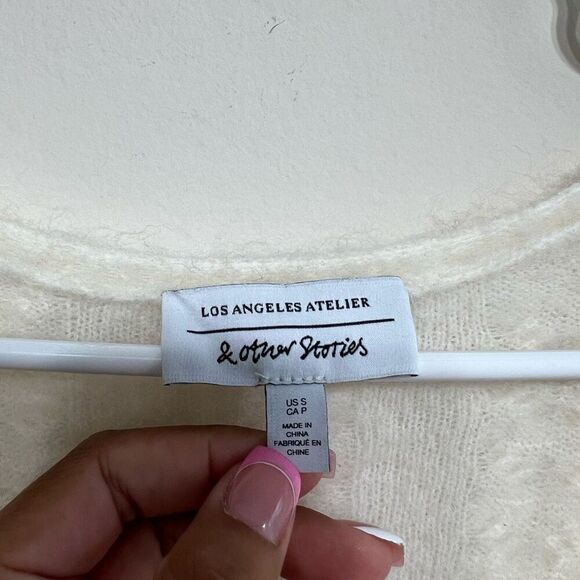 LOS ANGELES ATELIER
& other Stories
US S
CA P
MADE IN
CHINA
FABRIQUÉ EN
CHINE